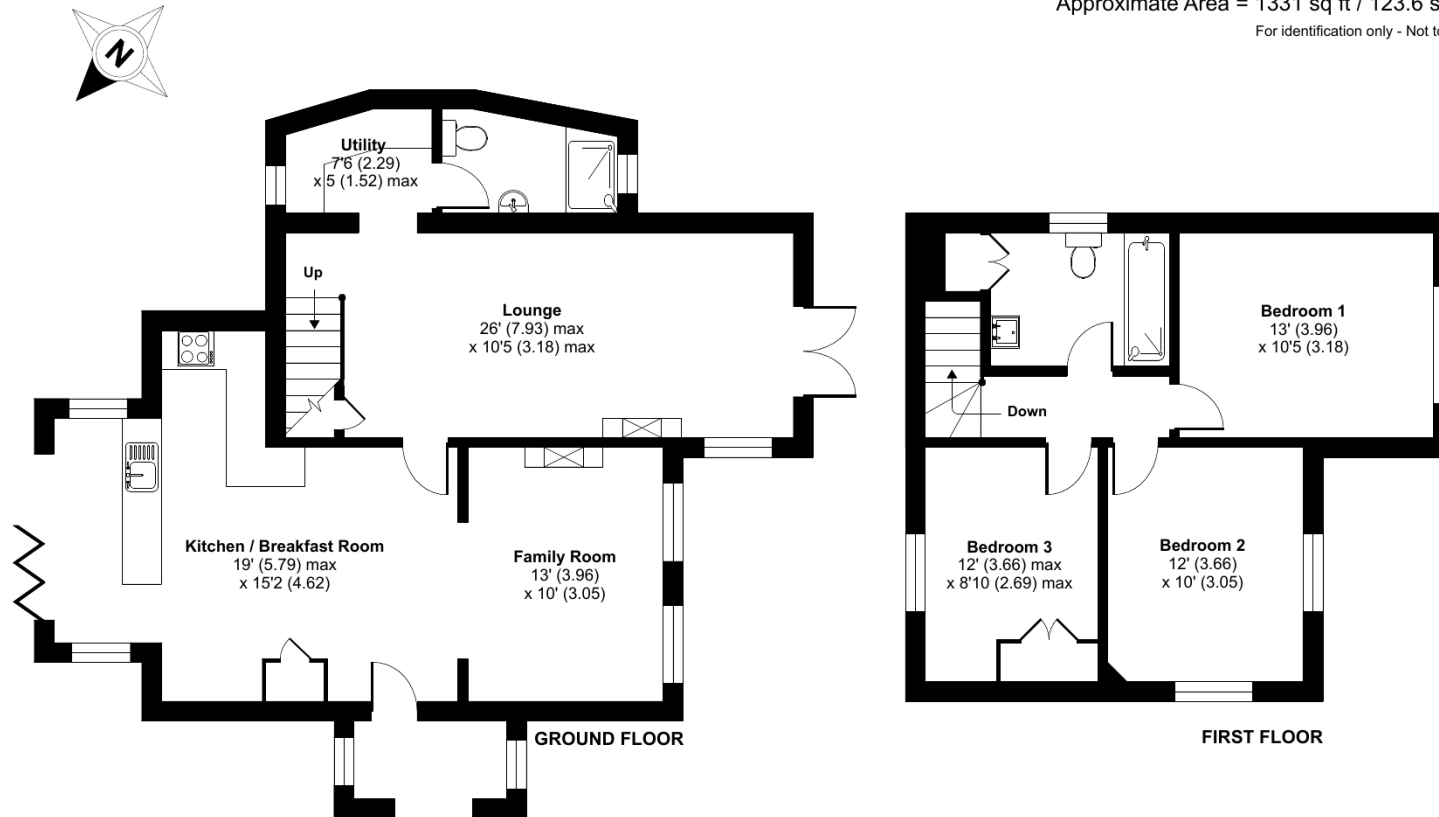 Approximate Area = 1331 sq ft / 123.6 s
For identification only - Not to
N
Utility
7'6 (2.29)
x 5 (1.52) max
Up
Lounge
26' (7.93) max
x 10'5 (3.18) max
Kitchen / Breakfast Room
19' (5.79) max
x 15'2 (4.62)
Family Room
13' (3.96)
x 10' (3.05)
GROUND FLOOR
Bedroom 1
13' (3.96)
x 10'5 (3.18)
Down
Bedroom 3
12' (3.66) max
x 8'10 (2.69) max
Bedroom 2
12' (3.66)
x 10' (3.05)
FIRST FLOOR